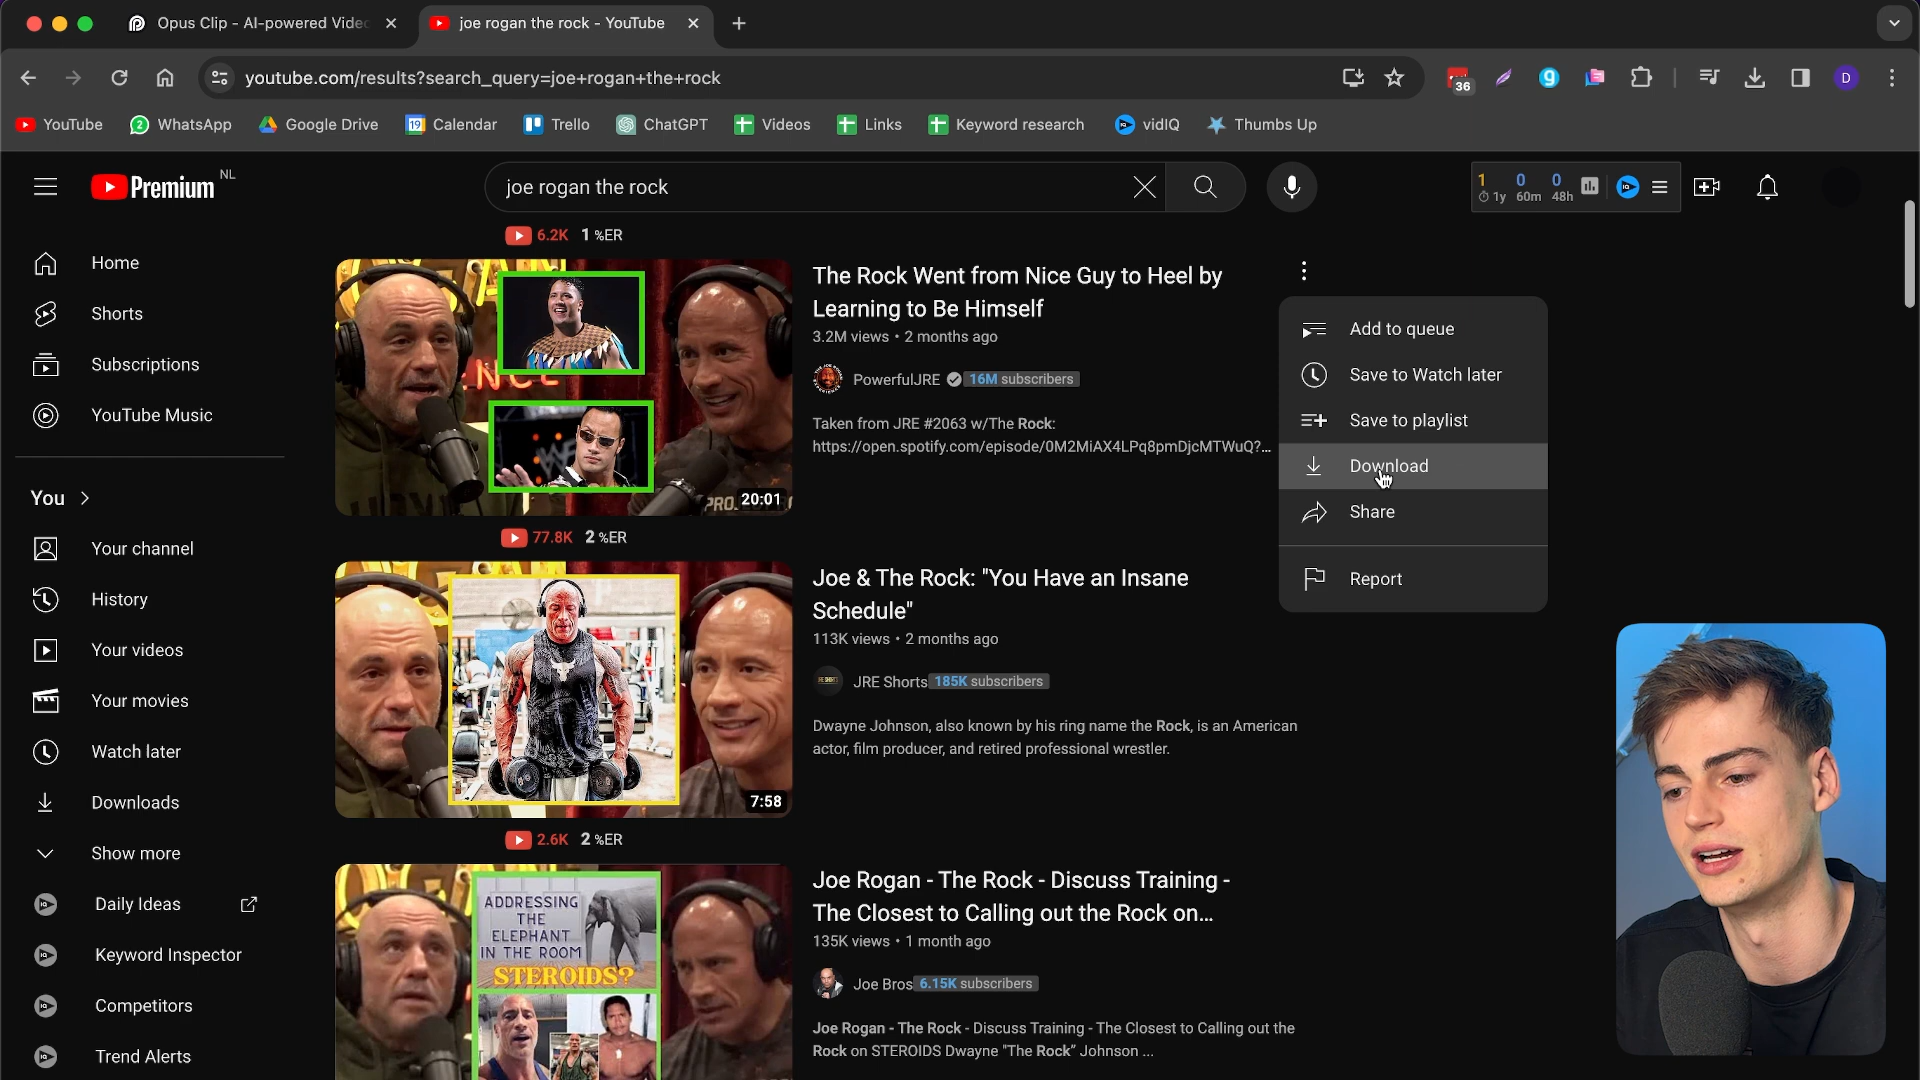 Opus Clip - AI-powered Vide
joe rogan the rock - YouTube
youtube.com/results?search_query=joe+rogan+the+rock
36
g
D
YouTube
WhatsApp
Google Drive
Calendar
Trello
ChatGPT
Videos
Links
Keyword research
vidIQ
Thumbs Up
Premium NL
joe rogan the rock
1 0 0
1y 60m 48h
Home
Shorts
Subscriptions
YouTube Music
You
Your channel
History
Your videos
Your movies
Watch later
Downloads
Show more
Daily Ideas
Keyword Inspector
Competitors
Trend Alerts
6.2K 1 %ER
20:01
The Rock Went from Nice Guy to Heel by
Learning to Be Himself
3.2M views • 2 months ago
PowerfulJRE 16M subscribers
Taken from JRE #2063 w/The Rock:
https://open.spotify.com/episode/0M2MiAX4LPq8pmDjcMTWuQ?...
Add to queue
Save to Watch later
Save to playlist
Download
Share
Report
77.8K 2 %ER
7:58
Joe & The Rock: "You Have an Insane
Schedule"
113K views • 2 months ago
JRE Shorts 185K subscribers
Dwayne Johnson, also known by his ring name the Rock, is an American
actor, film producer, and retired professional wrestler.
2.6K 2 %ER
ADDRESSING
THE
ELEPHANT
IN THE ROOM
STEROIDS?
Joe Rogan - The Rock - Discuss Training -
The Closest to Calling out the Rock on...
135K views • 1 month ago
Joe Bros 6.15K subscribers
Joe Rogan - The Rock - Discuss Training - The Closest to Calling out the
Rock on STEROIDS Dwayne "The Rock" Johnson ...